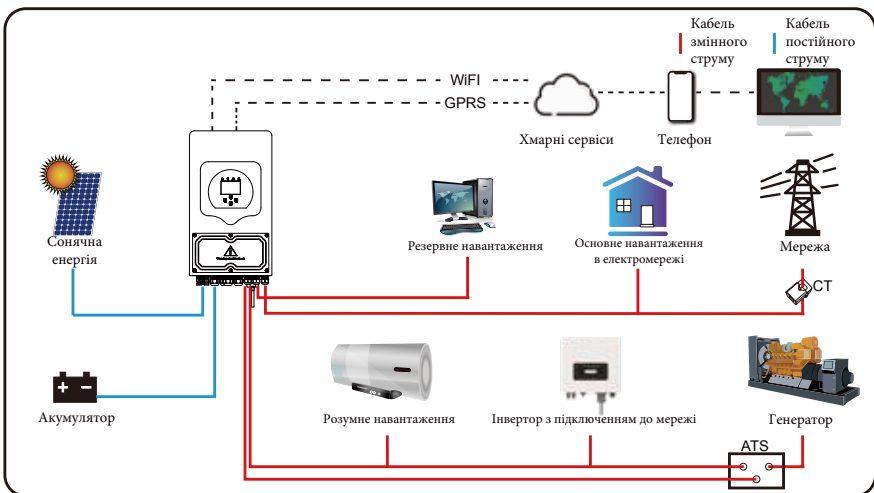 Кабель
змінного
струму
Кабель
постійного
струму
WiFI
GPRS
Хмарні сервіси
Телефон
Сонячна
енергія
Резервне навантаження
Основне навантаження
в електромережі
Мережа
CT
Акумулятор
Розумне навантаження
Інвертор з підключенням до мережі
Генератор
ATS